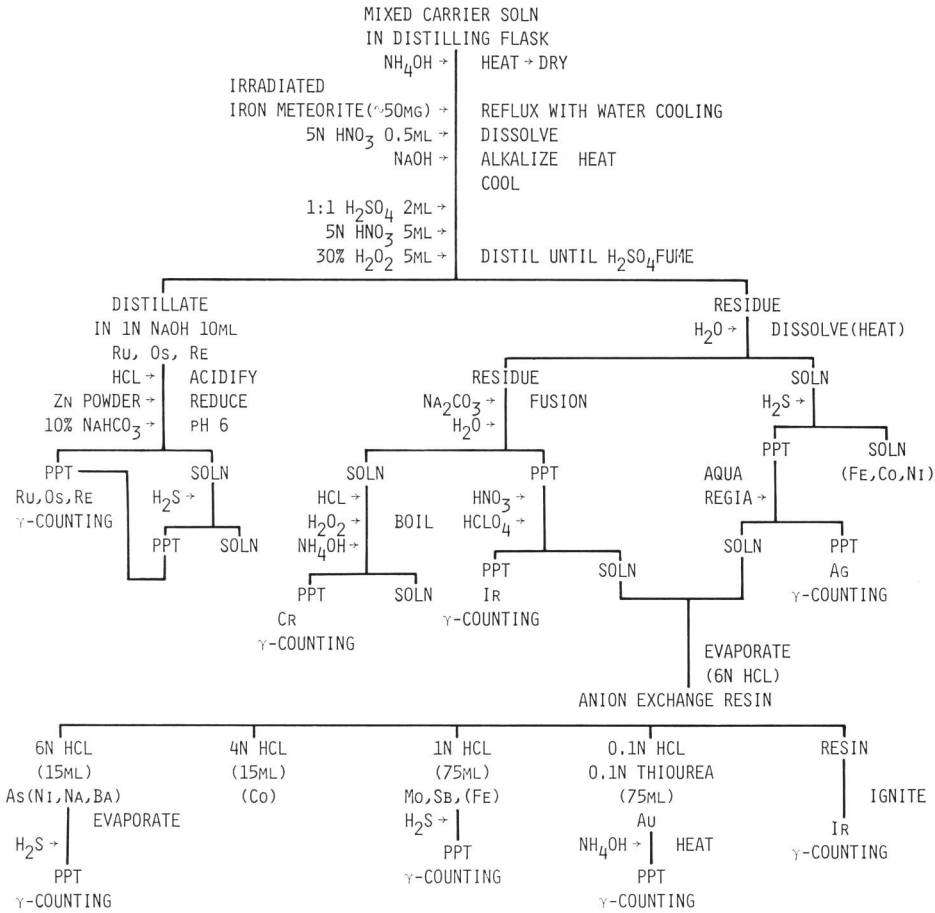 MIXED CARRIER SOLN
IN DISTILLING FLASK
NH4OH → HEAT → DRY
IRRADIATED
IRON METEORITE(~50MG) → REFLUX WITH WATER COOLING
5N HNO3 0.5ML → DISSOLVE
NAOH → ALKALIZE HEAT
COOL
1:1 H2SO4 2ML →
5N HNO3 5ML →
30% H2O2 5ML → DISTIL UNTIL H2SO4 FUME
DISTILLATE
IN 1N NAOH 10ML
RU, OS, RE
HCL → ACIDIFY
ZN POWDER → REDUCE
10% NAHCO3 → PH 6
PPT
RU,OS,RE
γ-COUNTING
SOLN
H2S →
PPT SOLN
RESIDUE
H2O → DISSOLVE(HEAT)
RESIDUE
NA2CO3 → FUSION
H2O →
SOLN
HCL →
H2O2 → BOIL
NH4OH →
PPT SOLN
CR
γ-COUNTING
PPT
HNO3 →
HCLO4 →
PPT SOLN
IR
γ-COUNTING
SOLN
H2S →
PPT SOLN
(FE,CO,NI)
AQUA
REGIA →
SOLN PPT
AG
γ-COUNTING
EVAPORATE
(6N HCL)
ANION EXCHANGE RESIN
6N HCL
(15ML)
AS(NI,NA,BA)
EVAPORATE
H2S →
PPT
γ-COUNTING
4N HCL
(15ML)
(CO)
1N HCL
(75ML)
MO,SB,(FE)
H2S →
PPT
γ-COUNTING
0.1N HCL
0.1N THIOUREA
(75ML)
AU
NH4OH → HEAT
PPT
γ-COUNTING
RESIN
IGNITE
IR
γ-COUNTING